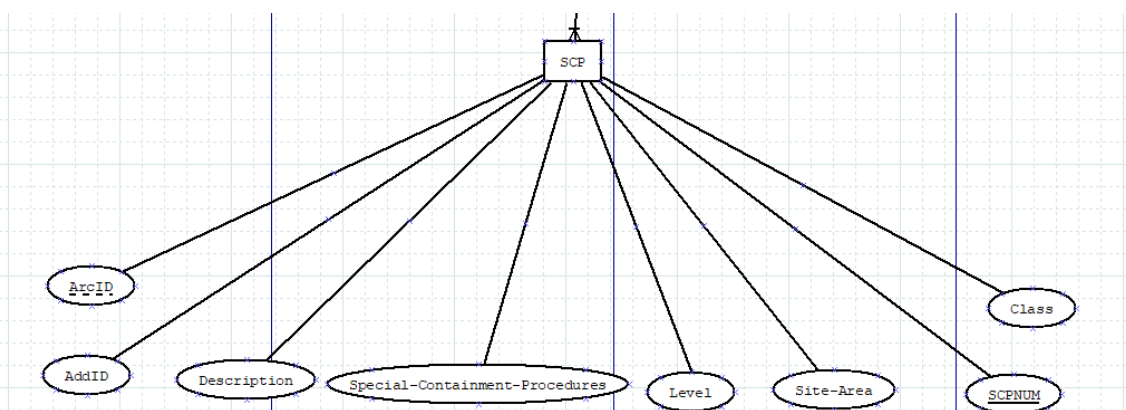 SCP
ArcID
Class
AddID
Description
Special-Containment-Procedures
Level
Site-Area
SCPNUM